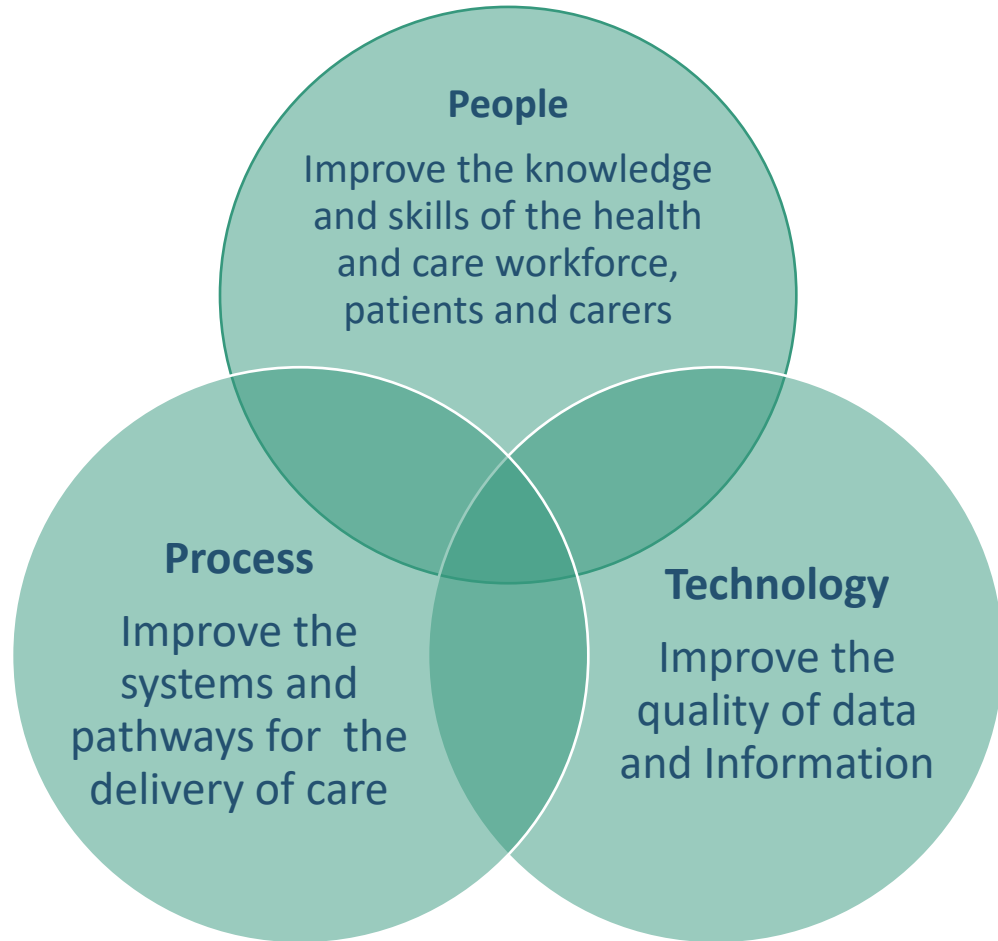 People
Improve the knowledge
and skills of the health
and care workforce,
patients and carers
Process
Improve the
systems and
pathways for  the
delivery of care
Technology
Improve the
quality of data
and Information